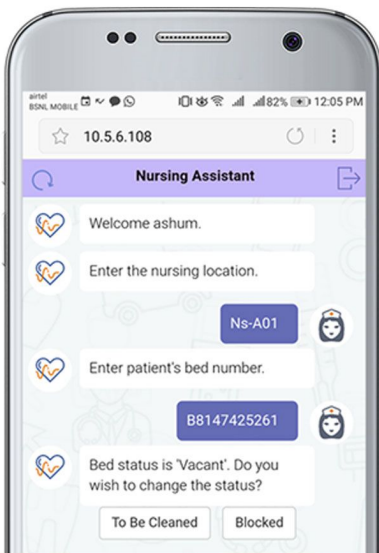 airtel
BSNL MOBILE 82% 12:05 PM
10.5.6.108
Nursing Assistant
Welcome ashum.
Enter the nursing location.
Ns-A01
Enter patient's bed number.
B8147425261
Bed status is 'Vacant'. Do you
wish to change the status?
To Be Cleaned Blocked